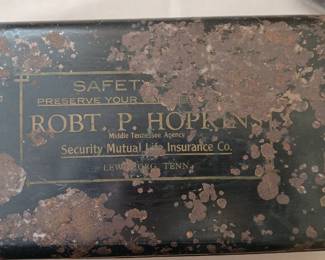 SAFETY
PRESERVE YOUR
ROBT. P. HOPKINS
Middle Tennessee Agency
Security Mutual Life Insurance Co.
TENN.